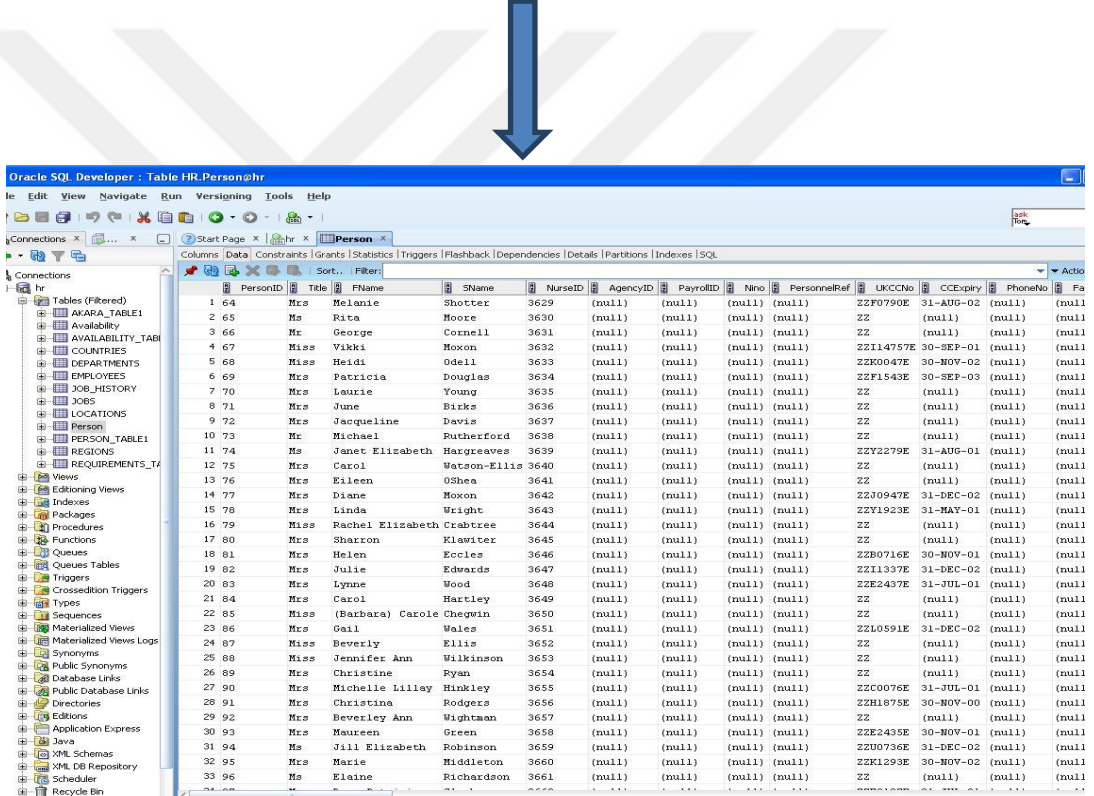 Oracle SQL Developer : Table HR.Person@hr
le Edit View Navigate Run Versioning Tools Help
ask Tom
Connections × ... × Start Page × hr × Person ×
Columns Data Constraints Grants Statistics Triggers Flashback Dependencies Details Partitions Indexes SQL
Sort.. Filter: Actio
Connections
hr
Tables (Filtered)
AKARA_TABLE1
Availability
AVAILABILITY_TABl
COUNTRIES
DEPARTMENTS
EMPLOYEES
JOB_HISTORY
JOBS
LOCATIONS
Person
PERSON_TABLE1
REGIONS
REQUIREMENTS_TA
Views
Editioning Views
Indexes
Packages
Procedures
Functions
Queues
Queues Tables
Triggers
Crossedition Triggers
Types
Sequences
Materialized Views
Materialized Views Logs
Synonyms
Public Synonyms
Database Links
Public Database Links
Directories
Editions
Application Express
Java
XML Schemas
XML DB Repository
Scheduler
Recycle Bin
PersonID Title FName SName NurseID AgencyID PayrollID Nino PersonnelRef UKCCNo CCExpiry PhoneNo Fa
1 64 Mrs Melanie Shotter 3629 (null) (null) (null) (null) ZZF0790E 31-AUG-02 (null) (null
2 65 Ms Rita Moore 3630 (null) (null) (null) (null) ZZ (null) (null) (null
3 66 Mr George Cornell 3631 (null) (null) (null) (null) ZZ (null) (null) (null
4 67 Miss Vikki Moxon 3632 (null) (null) (null) (null) ZZI14757E 30-SEP-01 (null) (null
5 68 Miss Heidi Odell 3633 (null) (null) (null) (null) ZZK0047E 30-NOV-02 (null) (null
6 69 Mrs Patricia Douglas 3634 (null) (null) (null) (null) ZZF1543E 30-SEP-03 (null) (null
7 70 Mrs Laurie Young 3635 (null) (null) (null) (null) ZZ (null) (null) (null
8 71 Mrs June Birks 3636 (null) (null) (null) (null) ZZ (null) (null) (null
9 72 Mrs Jacqueline Davis 3637 (null) (null) (null) (null) ZZ (null) (null) (null
10 73 Mr Michael Rutherford 3638 (null) (null) (null) (null) ZZ (null) (null) (null
11 74 Ms Janet Elizabeth Hargreaves 3639 (null) (null) (null) (null) ZZY2279E 31-AUG-01 (null) (null
12 75 Mrs Carol Watson-Ellis 3640 (null) (null) (null) (null) ZZ (null) (null) (null
13 76 Mrs Eileen OShea 3641 (null) (null) (null) (null) ZZ (null) (null) (null
14 77 Mrs Diane Moxon 3642 (null) (null) (null) (null) ZZJ0947E 31-DEC-02 (null) (null
15 78 Mrs Linda Wright 3643 (null) (null) (null) (null) ZZY1923E 31-MAY-01 (null) (null
16 79 Miss Rachel Elizabeth Crabtree 3644 (null) (null) (null) (null) ZZ (null) (null) (null
17 80 Mrs Sharron Klawiter 3645 (null) (null) (null) (null) ZZ (null) (null) (null
18 81 Mrs Helen Eccles 3646 (null) (null) (null) (null) ZZB0716E 30-NOV-01 (null) (null
19 82 Mrs Julie Edwards 3647 (null) (null) (null) (null) ZZI1337E 31-DEC-02 (null) (null
20 83 Mrs Lynne Wood 3648 (null) (null) (null) (null) ZZE2437E 31-JUL-01 (null) (null
21 84 Mrs Carol Hartley 3649 (null) (null) (null) (null) ZZ (null) (null) (null
22 85 Miss (Barbara) Carole Chegwin 3650 (null) (null) (null) (null) ZZ (null) (null) (null
23 86 Mrs Gail Wales 3651 (null) (null) (null) (null) ZZL0591E 31-DEC-02 (null) (null
24 87 Miss Beverly Ellis 3652 (null) (null) (null) (null) ZZ (null) (null) (null
25 88 Miss Jennifer Ann Wilkinson 3653 (null) (null) (null) (null) ZZ (null) (null) (null
26 89 Mrs Christine Ryan 3654 (null) (null) (null) (null) ZZ (null) (null) (null
27 90 Mrs Michelle Lillay Hinkley 3655 (null) (null) (null) (null) ZZC0076E 31-JUL-01 (null) (null
28 91 Mrs Christina Rodgers 3656 (null) (null) (null) (null) ZZH1875E 30-NOV-00 (null) (null
29 92 Mrs Beverley Ann Wightman 3657 (null) (null) (null) (null) ZZ (null) (null) (null
30 93 Mrs Maureen Green 3658 (null) (null) (null) (null) ZZE2435E 30-NOV-01 (null) (null
31 94 Ms Jill Elizabeth Robinson 3659 (null) (null) (null) (null) ZZU0736E 31-DEC-02 (null) (null
32 95 Mrs Marie Middleton 3660 (null) (null) (null) (null) ZZK1293E 30-NOV-02 (null) (null
33 96 Ms Elaine Richardson 3661 (null) (null) (null) (null) ZZ (null) (null) (null